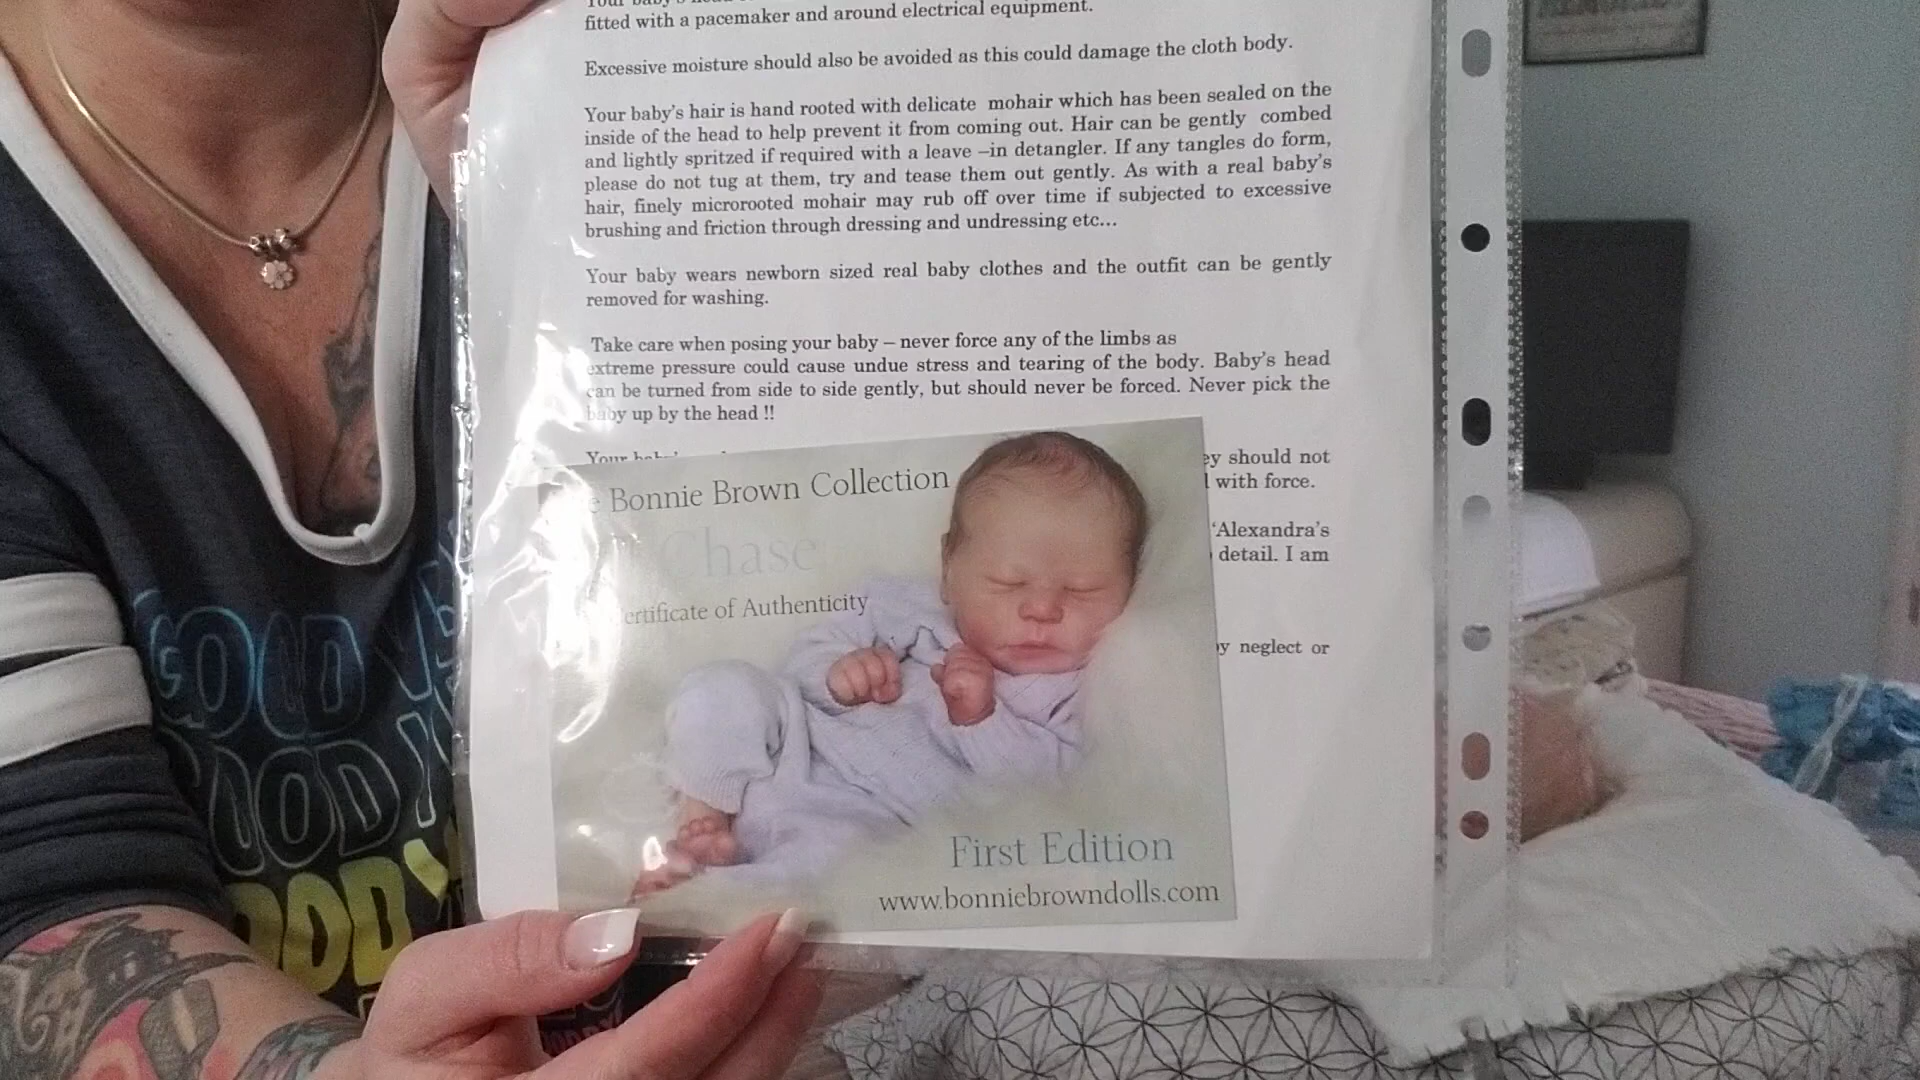 fitted with a pacemaker and around electrical equipment.
Excessive moisture should also be avoided as this could damage the cloth body.
Your baby's hair is hand rooted with delicate mohair which has been sealed on the
inside of the head to help prevent it from coming out. Hair can be gently combed
and lightly spritzed if required with a leave –in detangler. If any tangles do form,
please do not tug at them, try and tease them out gently. As with a real baby's
hair, finely microrooted mohair may rub off over time if subjected to excessive
brushing and friction through dressing and undressing etc...
Your baby wears newborn sized real baby clothes and the outfit can be gently
removed for washing.
Take care when posing your baby – never force any of the limbs as
extreme pressure could cause undue stress and tearing of the body. Baby's head
can be turned from side to side gently, but should never be forced. Never pick the
baby up by the head !!
Your
should not
with force.
'Alexandra's
detail. I am
neglect or
Bonnie Brown Collection
Chase
Certificate of Authenticity
First Edition
www.bonniebrowndolls.com
GOOD
GOOD